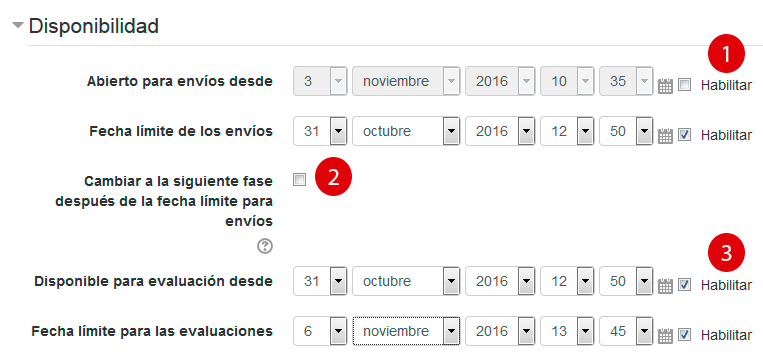 Disponibilidad
1
Abierto para envíos desde 3 noviembre 2016 10 35 Habilitar
Fecha límite de los envíos 31 octubre 2016 12 50 Habilitar
Cambiar a la siguiente fase 2
después de la fecha límite para
envíos
?
3
Disponible para evaluación desde 31 octubre 2016 12 50 Habilitar
Fecha límite para las evaluaciones 6 noviembre 2016 13 45 Habilitar